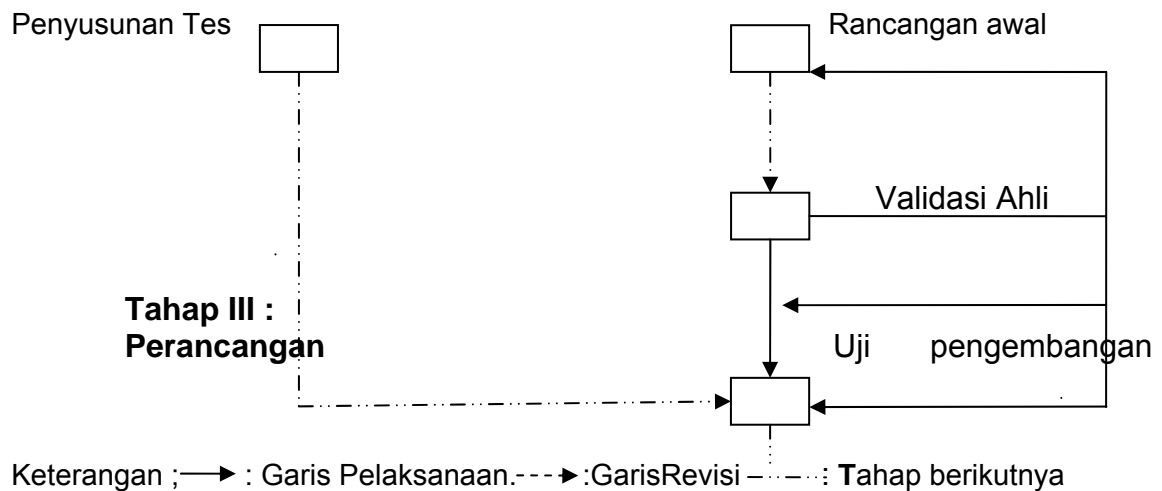 Penyusunan Tes
Rancangan awal
Validasi Ahli
Tahap III :
Perancangan
Uji pengembangan
Keterangan ; : Garis Pelaksanaan. :GarisRevisi : Tahap berikutnya